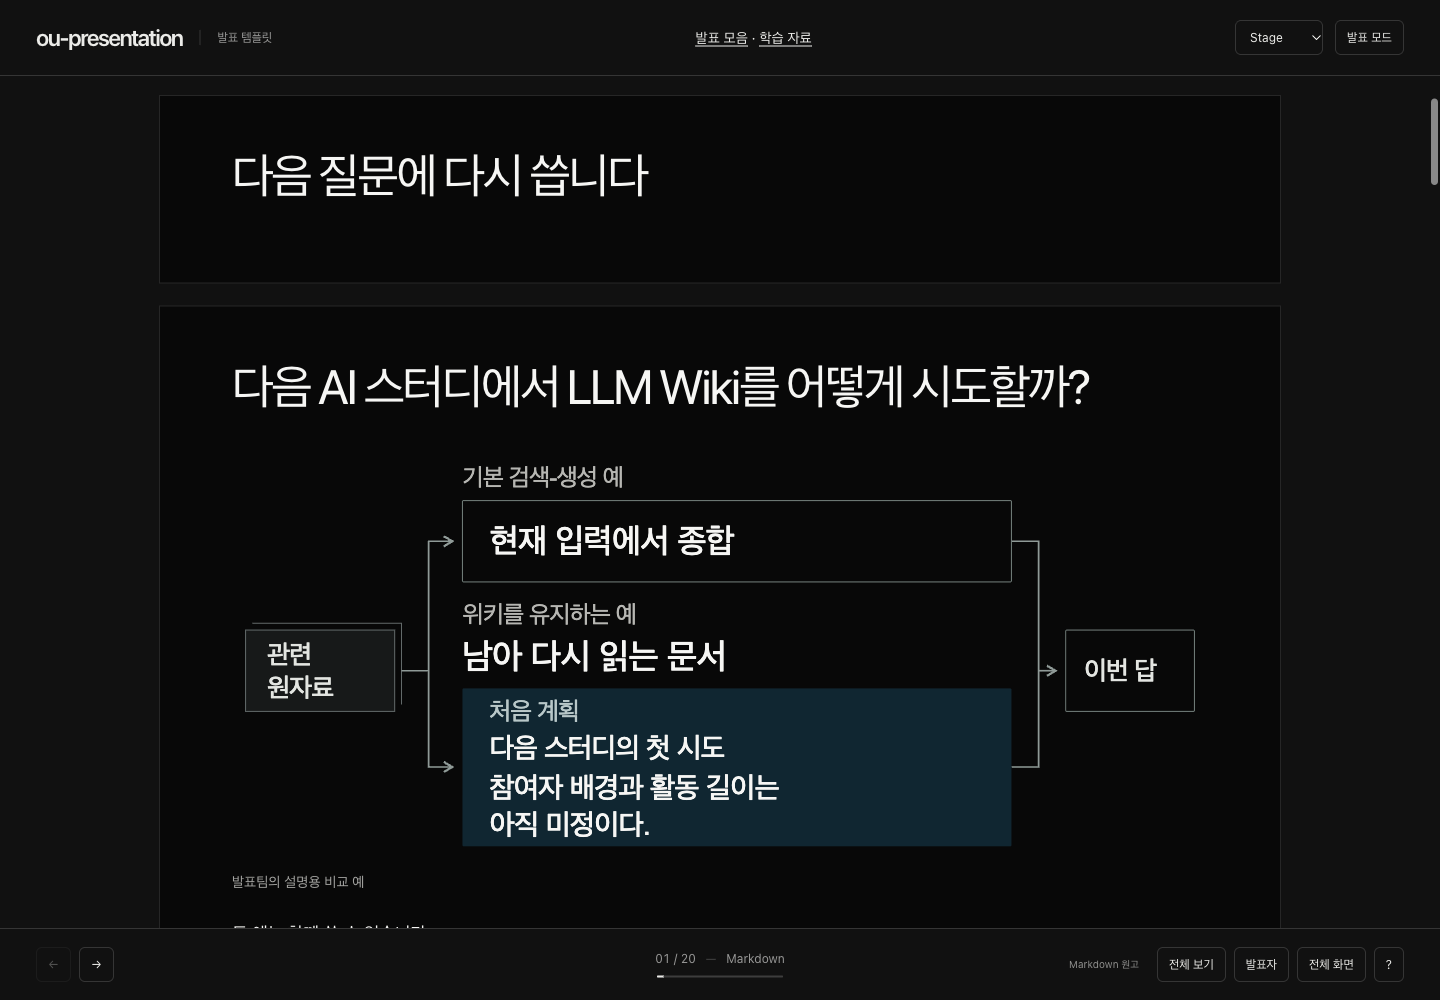 ou-presentation
발표 템플릿
발표 모음 · 학습 자료
Stage
발표 모드
다음 질문에 다시 씁니다
다음 AI 스터디에서 LLM Wiki를 어떻게 시도할까?
기본 검색-생성 예
현재 입력에서 종합
위키를 유지하는 예
남아 다시 읽는 문서
관련
원자료
처음 계획
다음 스터디의 첫 시도
참여자 배경과 활동 길이는
아직 미정이다.
이번 답
발표팀의 설명용 비교 예
←
→
01 / 20 — Markdown
Markdown 원고
전체 보기
발표자
전체 화면
?